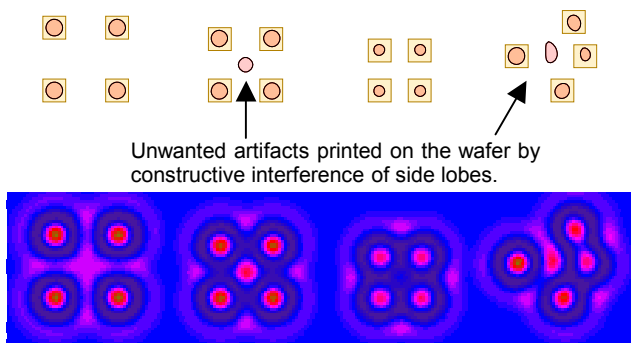 Unwanted artifacts printed on the wafer by
constructive interference of side lobes.